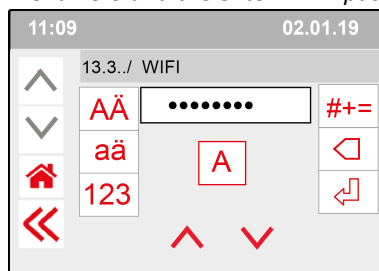 11:09 02.01.19
13.3../ WIFI
AÄ •••••••• #+=
aä A
123